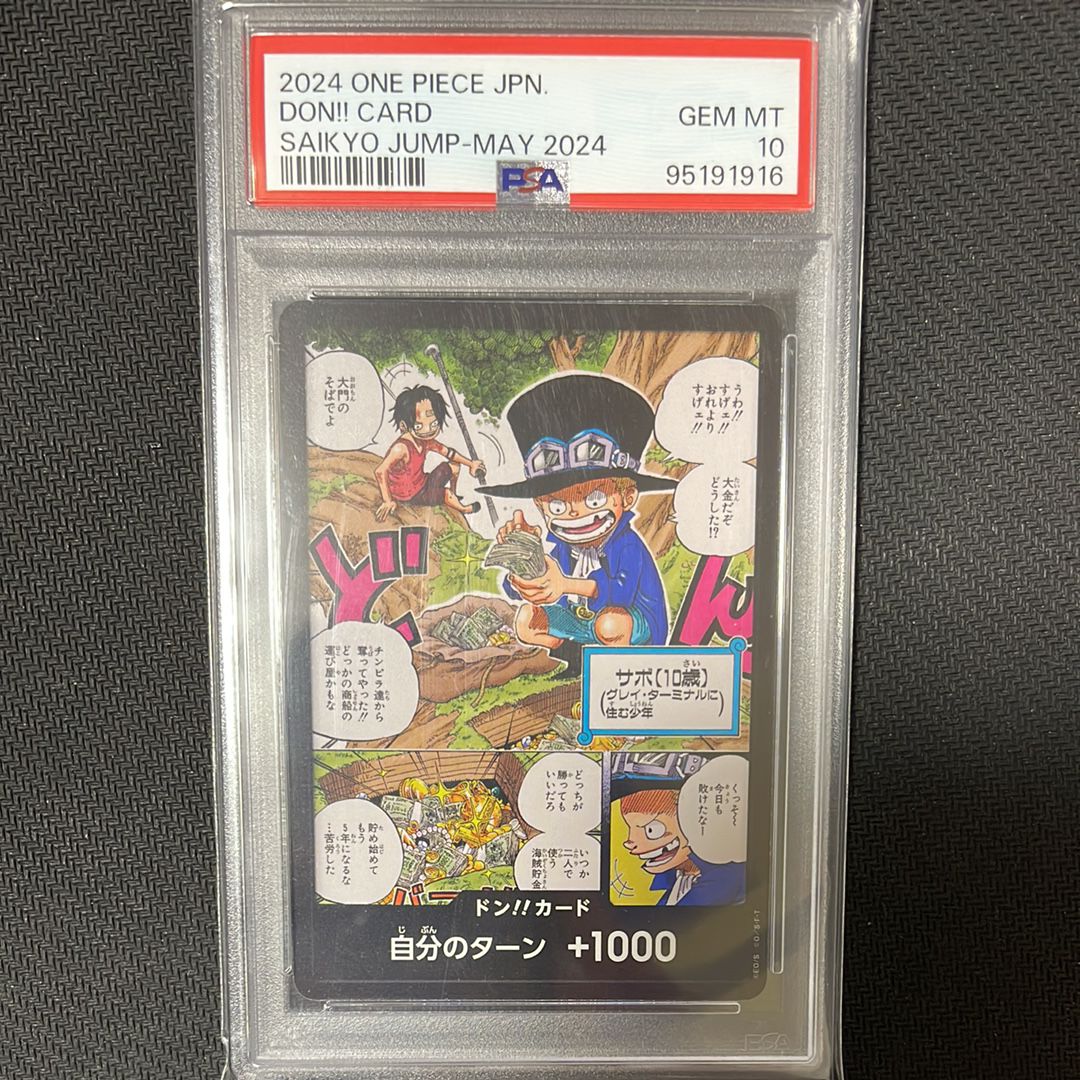 2024 ONE PIECE JPN.
DON!! CARD
GEM MT
SAIKYO JUMP-MAY 2024
10
PSA
95191916
うわ!!
すげェ!!
おれより
すげェ!!
大金だぞ
どうした!?
大門の
そばでよ
ど
ん
チンピラ達から
奪ってやった!!
どっかの商船の
運び屋かもな
サボ(10歳)
グレイ・ターミナルに
住む少年
くっそ〜
今日も
敗けたなー
どっちが
勝っても
いいだろ
いつか
二人で
使う
海賊貯金
貯め始めて
もう
5年になるな
…苦労した
ドン!!カード
自分のターン +1000
PSA